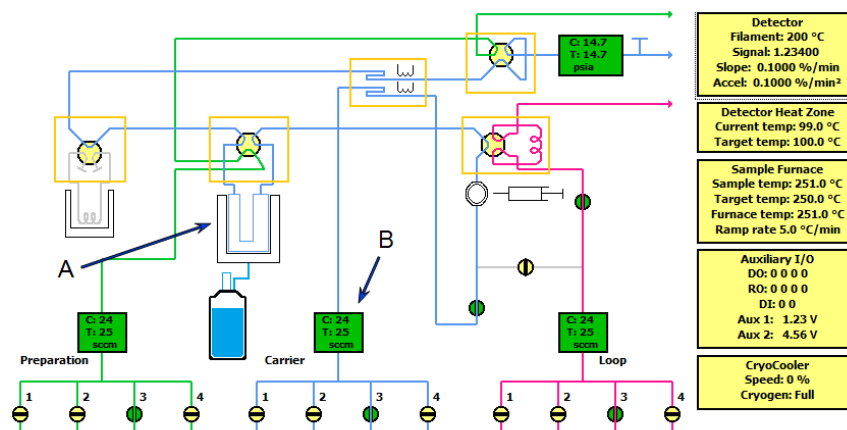 C: 14.7
T: 14.7
psia
Detector
Filament: 200 °C
Signal: 1.23400
Slope: 0.1000 %/min
Accel: 0.1000 %/min²
Detector Heat Zone
Current temp: 99.0 °C
Target temp: 100.0 °C
Sample Furnace
Sample temp: 251.0 °C
Target temp: 250.0 °C
Furnace temp: 251.0 °C
Ramp rate 5.0 °C/min
A
B
Auxiliary I/O
DO: 0 0 0 0
RO: 0 0 0 0
DI: 0 0
Aux 1: 1.23 V
Aux 2: 4.56 V
C: 24
T: 25
sccm
C: 24
T: 25
sccm
C: 24
T: 25
sccm
Preparation
Carrier
Loop
CryoCooler
Speed: 0 %
Cryogen: Full
1 2 3 4
1 2 3 4
1 2 3 4